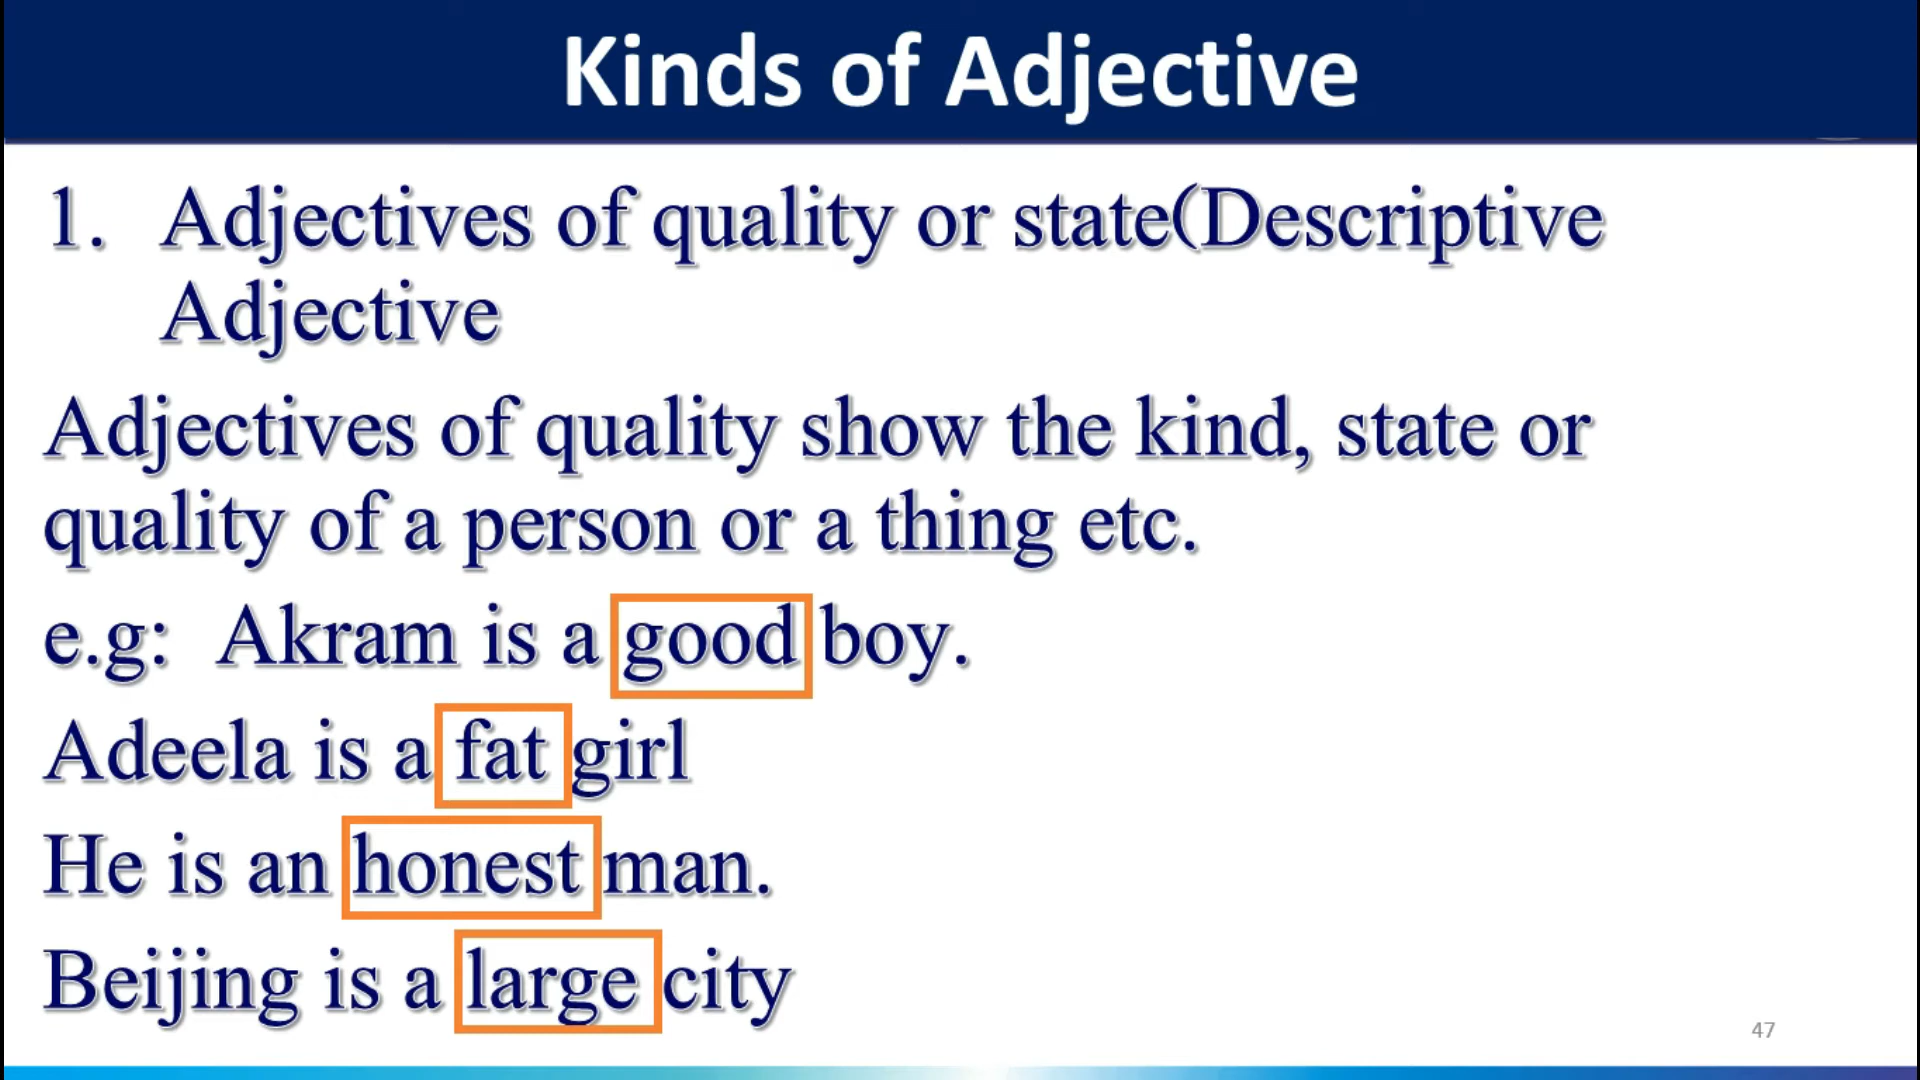 Kinds of Adjective
1. Adjectives of quality or state(Descriptive
Adjective
Adjectives of quality show the kind, state or
quality of a person or a thing etc.
e.g: Akram is a good boy.
Adeela is a fat girl
He is an honest man.
Beijing is a large city
47